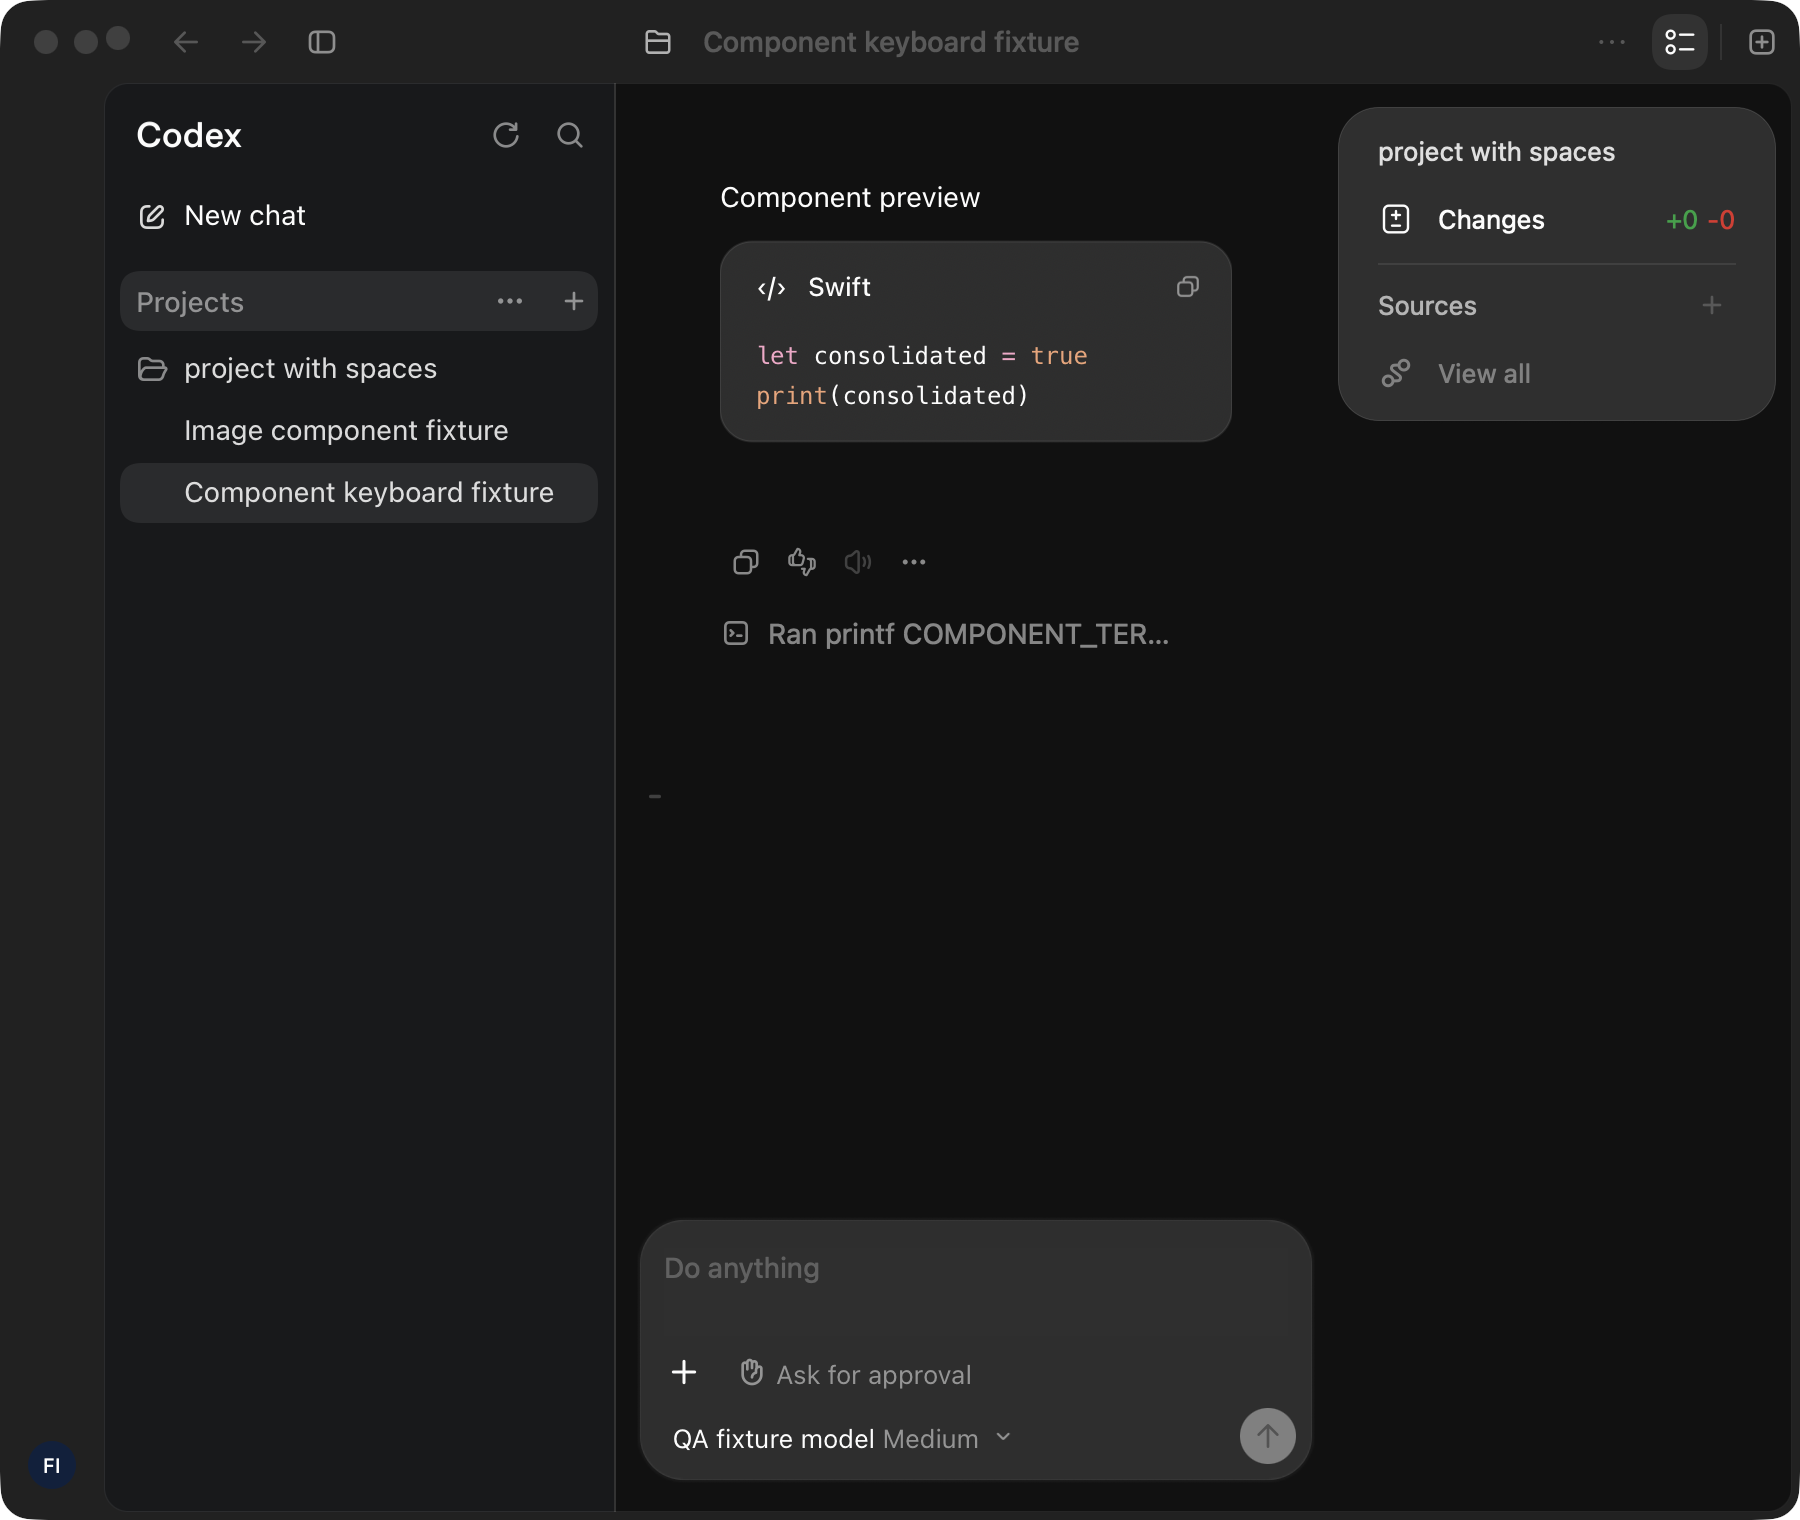 Component keyboard fixture
Codex
New chat
Projects
project with spaces
Image component fixture
Component keyboard fixture
Component preview
Swift
let consolidated = true
print(consolidated)
Ran printf COMPONENT_TER...
project with spaces
Changes +0 -0
Sources
View all
Do anything
Ask for approval
QA fixture model Medium
FI